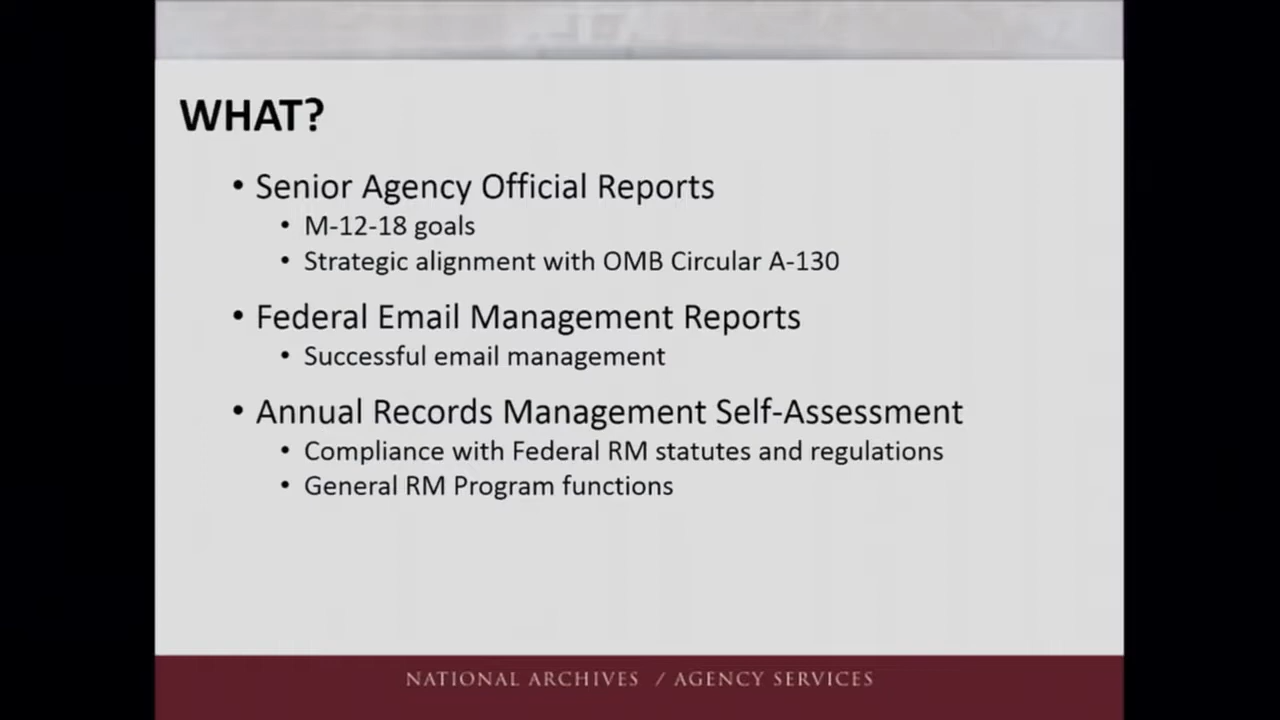 WHAT?
• Senior Agency Official Reports
• M-12-18 goals
• Strategic alignment with OMB Circular A-130
• Federal Email Management Reports
• Successful email management
• Annual Records Management Self-Assessment
• Compliance with Federal RM statutes and regulations
• General RM Program functions
NATIONAL ARCHIVES / AGENCY SERVICES